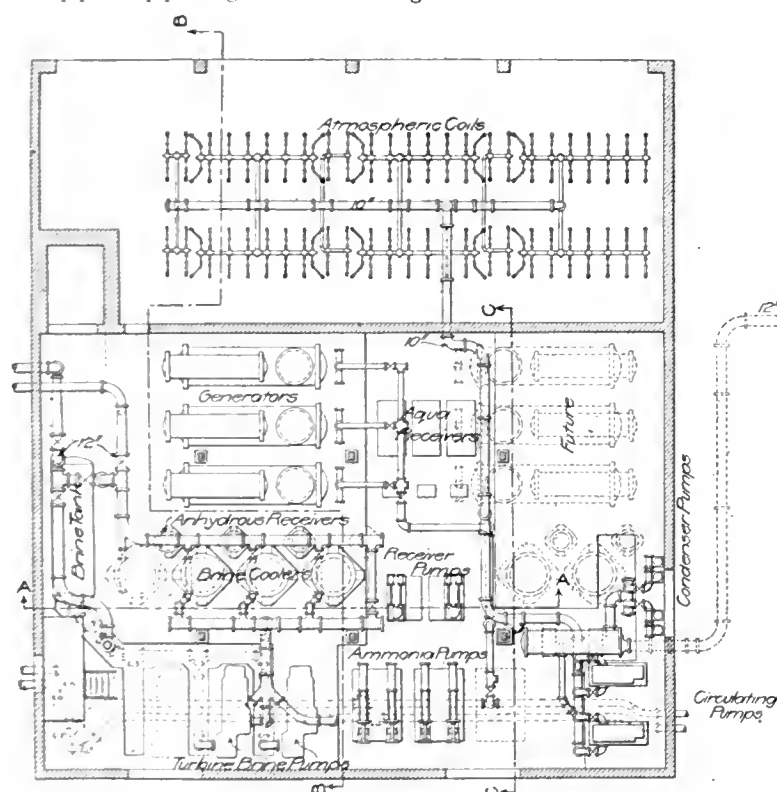 B
Atmospheric Coils
10"
C
10"
12"
Generators
Aqua
Receivers
Future
12"
Brine Tank
Anhydrous Receivers
Brine Coolers
Receiver
Pumps
Condenser Pumps
A
A
Ammonia Pumps
Circulating
Pumps
Turbine Brine Pumps
B